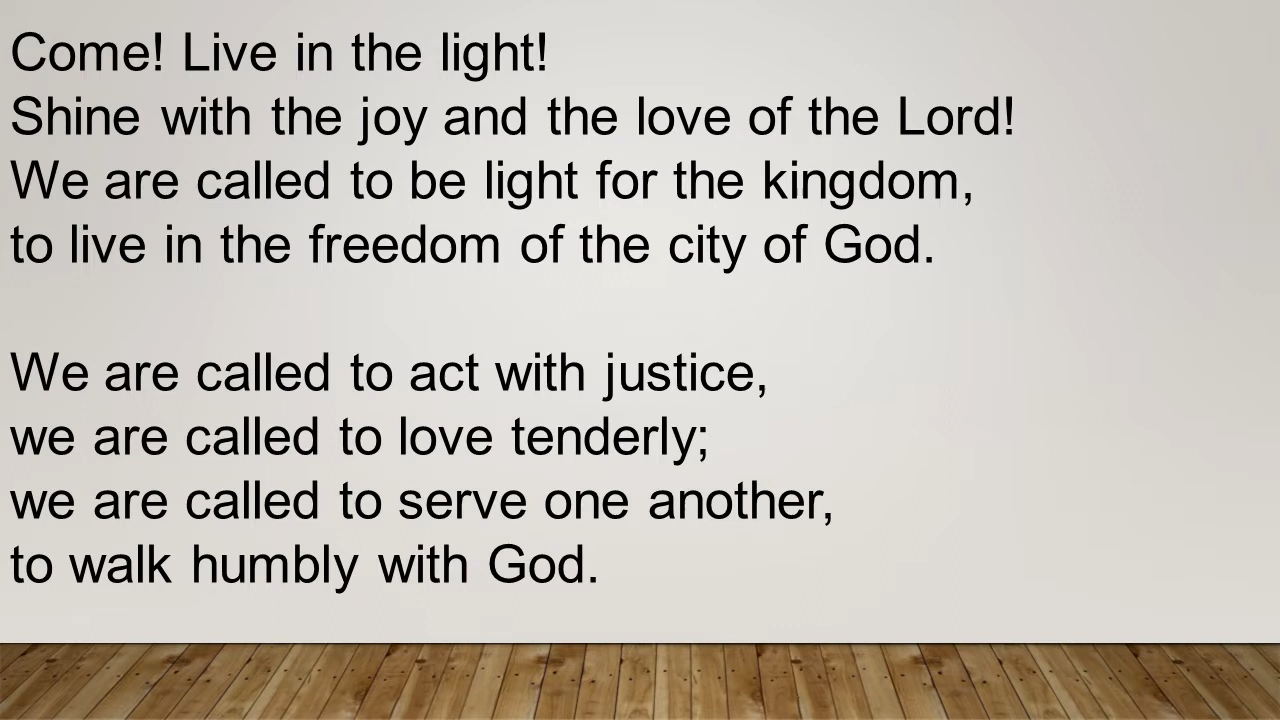 Come! Live in the light!
Shine with the joy and the love of the Lord!
We are called to be light for the kingdom,
to live in the freedom of the city of God.

We are called to act with justice,
we are called to love tenderly;
we are called to serve one another,
to walk humbly with God.